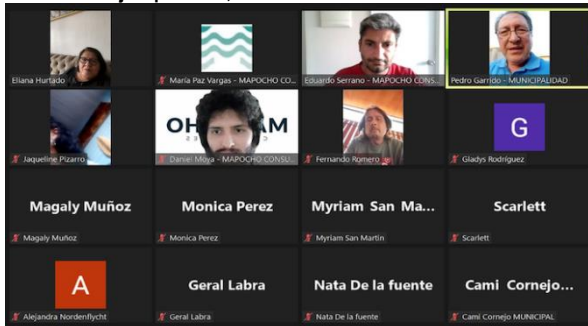 Eliana Hurtado
María Paz Vargas - MAPOCHO CO...
Eduardo Serrano - MAPOCHO CONS...
Pedro Garrido - MUNICIPALIDAD
Jaqueline Pizarro
Daniel Moya - MAPOCHO CONSU...
Fernando Romero
G
Gladys Rodríguez
Magaly Muñoz
Magaly Muñoz
Monica Perez
Monica Perez
Myriam San Ma...
Myriam San Martin
Scarlett
Scarlett
A
Alejandra Nordenflycht
Geral Labra
Geral Labra
Nata De la fuente
Nata De la fuente
Cami Cornejo...
Cami Cornejo MUNICIPAL